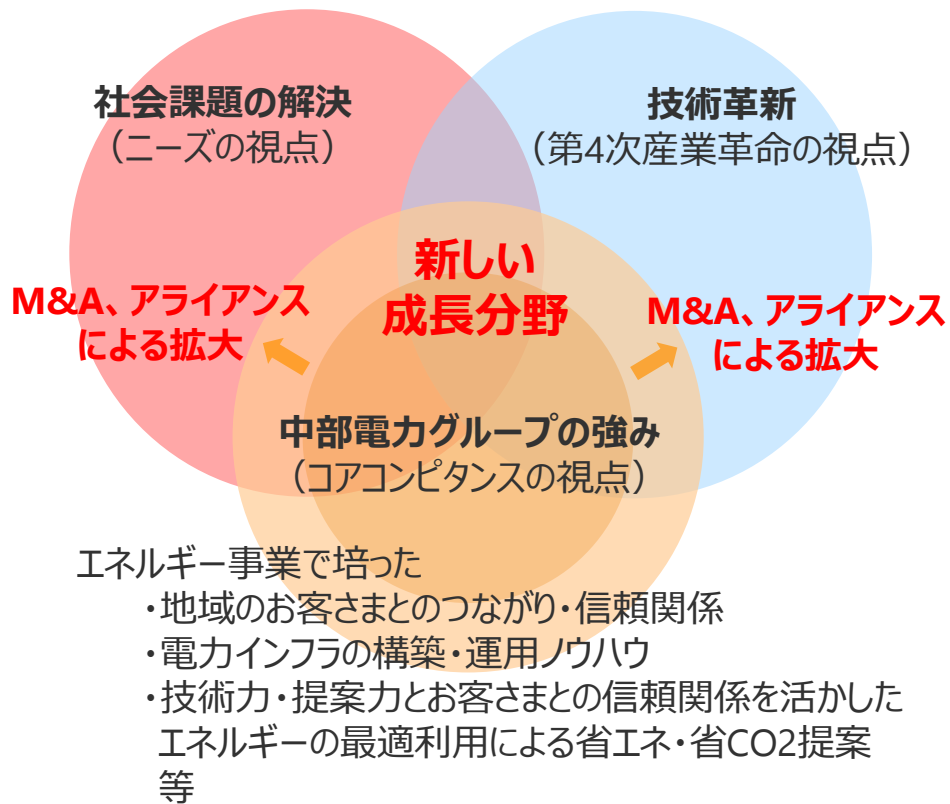 社会課題の解決
（ニーズの視点）
技術革新
（第4次産業革命の視点）
新しい
成長分野
M&A、アライアンス
による拡大
M&A、アライアンス
による拡大
中部電力グループの強み
（コアコンピタンスの視点）
エネルギー事業で培った
・地域のお客さまとのつながり・信頼関係
・電力インフラの構築・運用ノウハウ
・技術力・提案力とお客さまとの信頼関係を活かした
エネルギーの最適利用による省エネ・省CO2提案
等